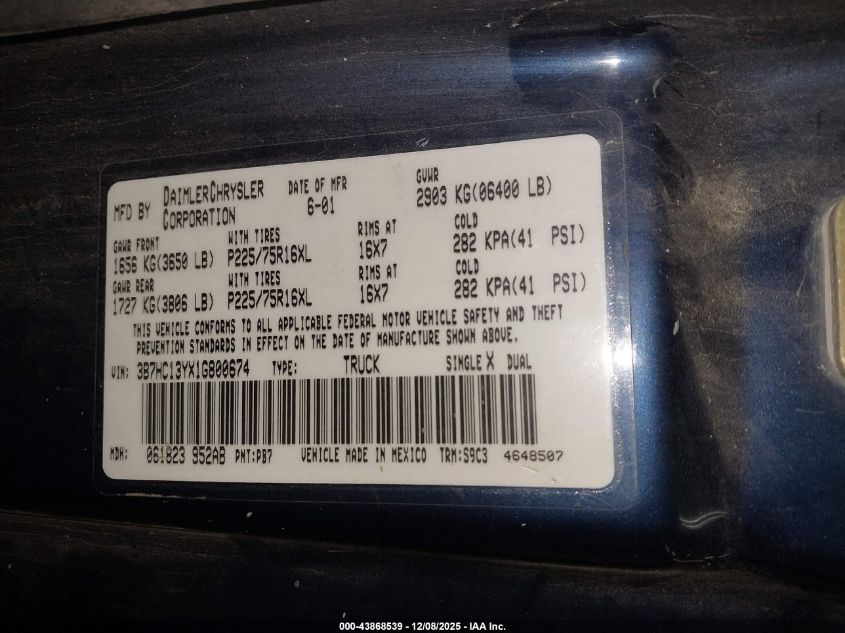 MFD BY DAIMLERCHRYSLER CORPORATION DATE OF MFR 6-01 GVWR 2903 KG(06400 LB)
GAWR FRONT WITH TIRES RIMS AT COLD
1656 KG(3650 LB) P225/75R16XL 16X7 282 KPA(41 PSI)
GAWR REAR WITH TIRES RIMS AT COLD
1727 KG(3806 LB) P225/75R16XL 16X7 282 KPA(41 PSI)
THIS VEHICLE CONFORMS TO ALL APPLICABLE FEDERAL MOTOR VEHICLE SAFETY AND THEFT
PREVENTION STANDARDS IN EFFECT ON THE DATE OF MANUFACTURE SHOWN ABOVE.
VIN: 3B7HC13YX1G800674 TYPE: TRUCK SINGLE X DUAL
MDH: 061823 952AB PNT:PB7 VEHICLE MADE IN MEXICO TRM:S9C3 4648507
000-43868539 - 12/08/2025 - IAA Inc.